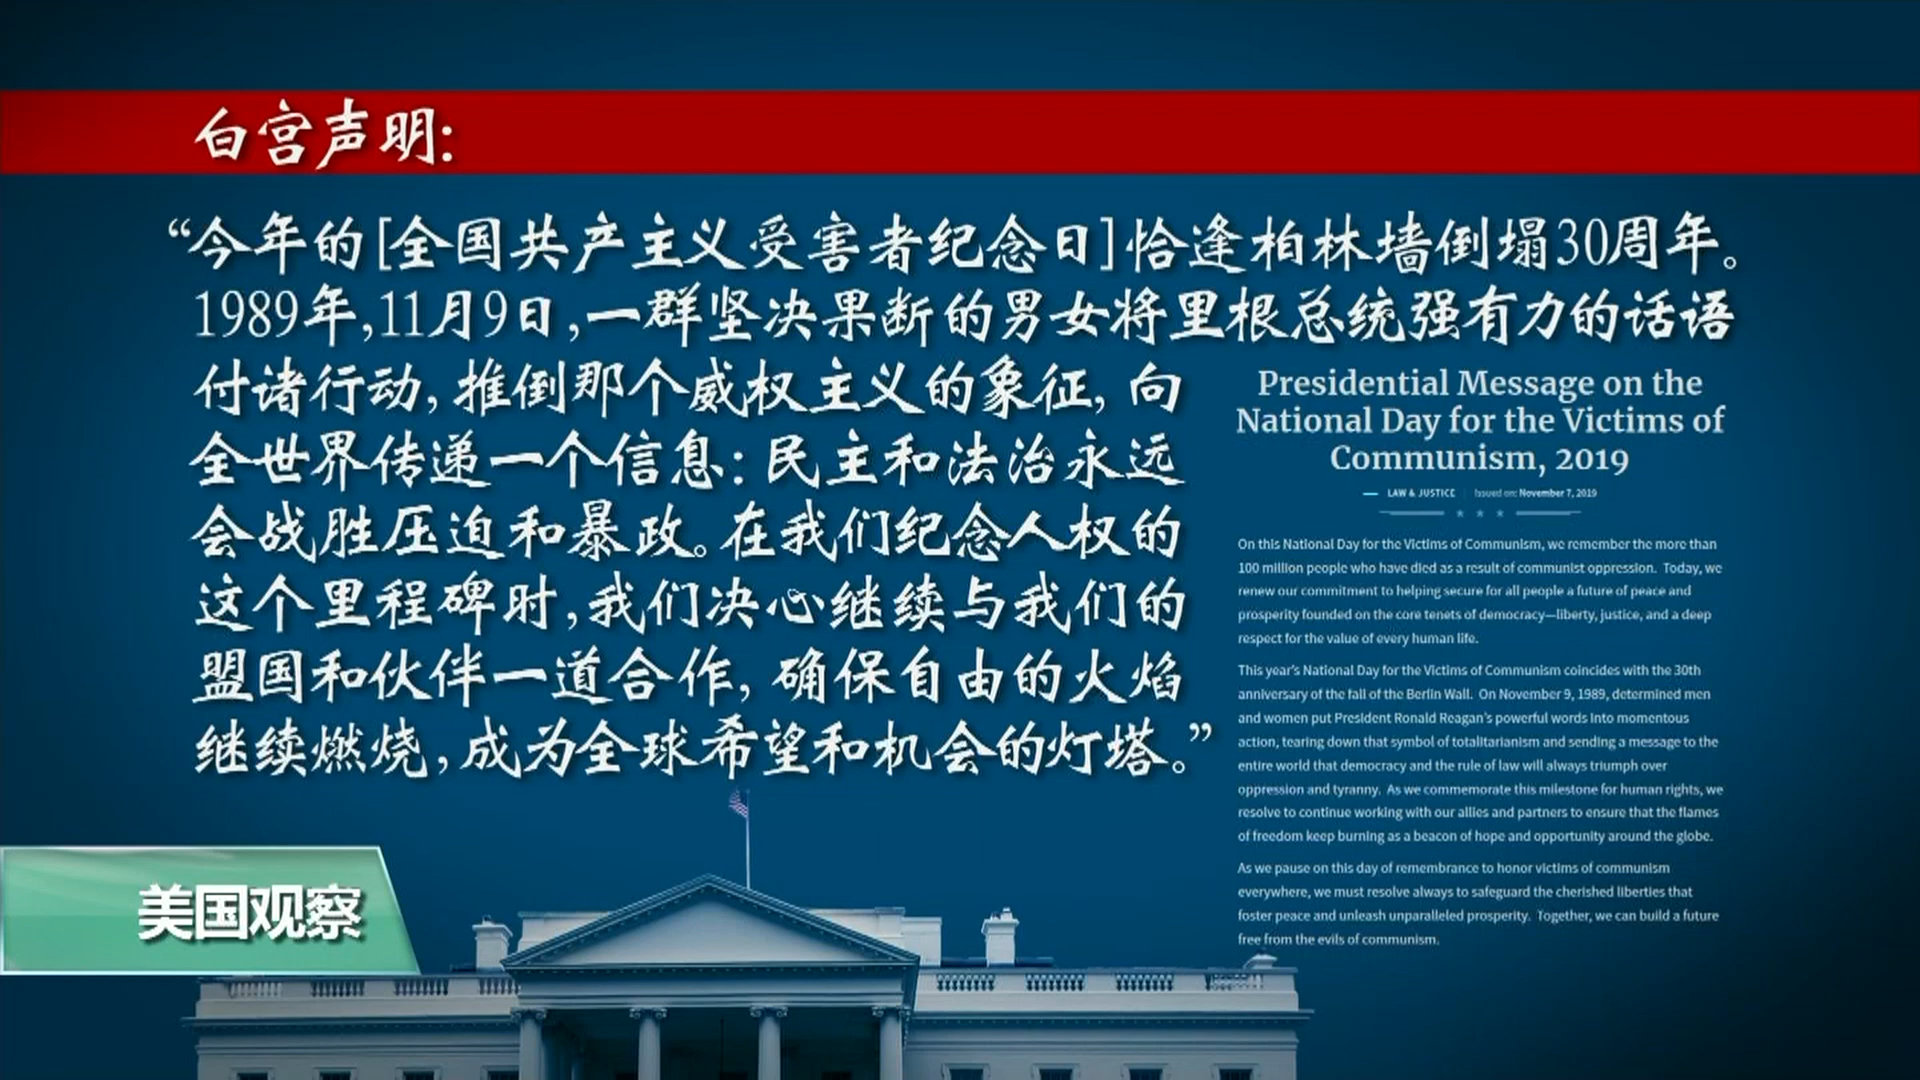 白宫声明:
“今年的[全国共产主义受害者纪念日]恰逢柏林墙倒塌30周年。
1989年,11月9日,一群坚决果断的男女将里根总统强有力的话语
付诸行动,推倒那个威权主义的象征,向
全世界传递一个信息:民主和法治永远
会战胜压迫和暴政。在我们纪念人权的
这个里程碑时,我们决心继续与我们的
盟国和伙伴一道合作,确保自由的火焰
继续燃烧,成为全球希望和机会的灯塔。”
Presidential Message on the
National Day for the Victims of
Communism, 2019
LAW & JUSTICE | Issued on: November 7, 2019
On this National Day for the Victims of Communism, we remember the more than
100 million people who have died as a result of communist oppression. Today, we
renew our commitment to helping secure for all people a future of peace and
prosperity founded on the core tenets of democracy—liberty, justice, and a deep
respect for the value of every human life.
This year's National Day for the Victims of Communism coincides with the 30th
anniversary of the fall of the Berlin Wall. On November 9, 1989, determined men
and women put President Ronald Reagan's powerful words into momentous
action, tearing down that symbol of totalitarianism and sending a message to the
entire world that democracy and the rule of law will always triumph over
oppression and tyranny. As we commemorate this milestone for human rights, we
resolve to continue working with our allies and partners to ensure that the flames
of freedom keep burning as a beacon of hope and opportunity around the globe.
As we pause on this day of remembrance to honor victims of communism
everywhere, we must resolve always to safeguard the cherished liberties that
foster peace and unleash unparalleled prosperity. Together, we can build a future
free from the evils of communism.
美国观察